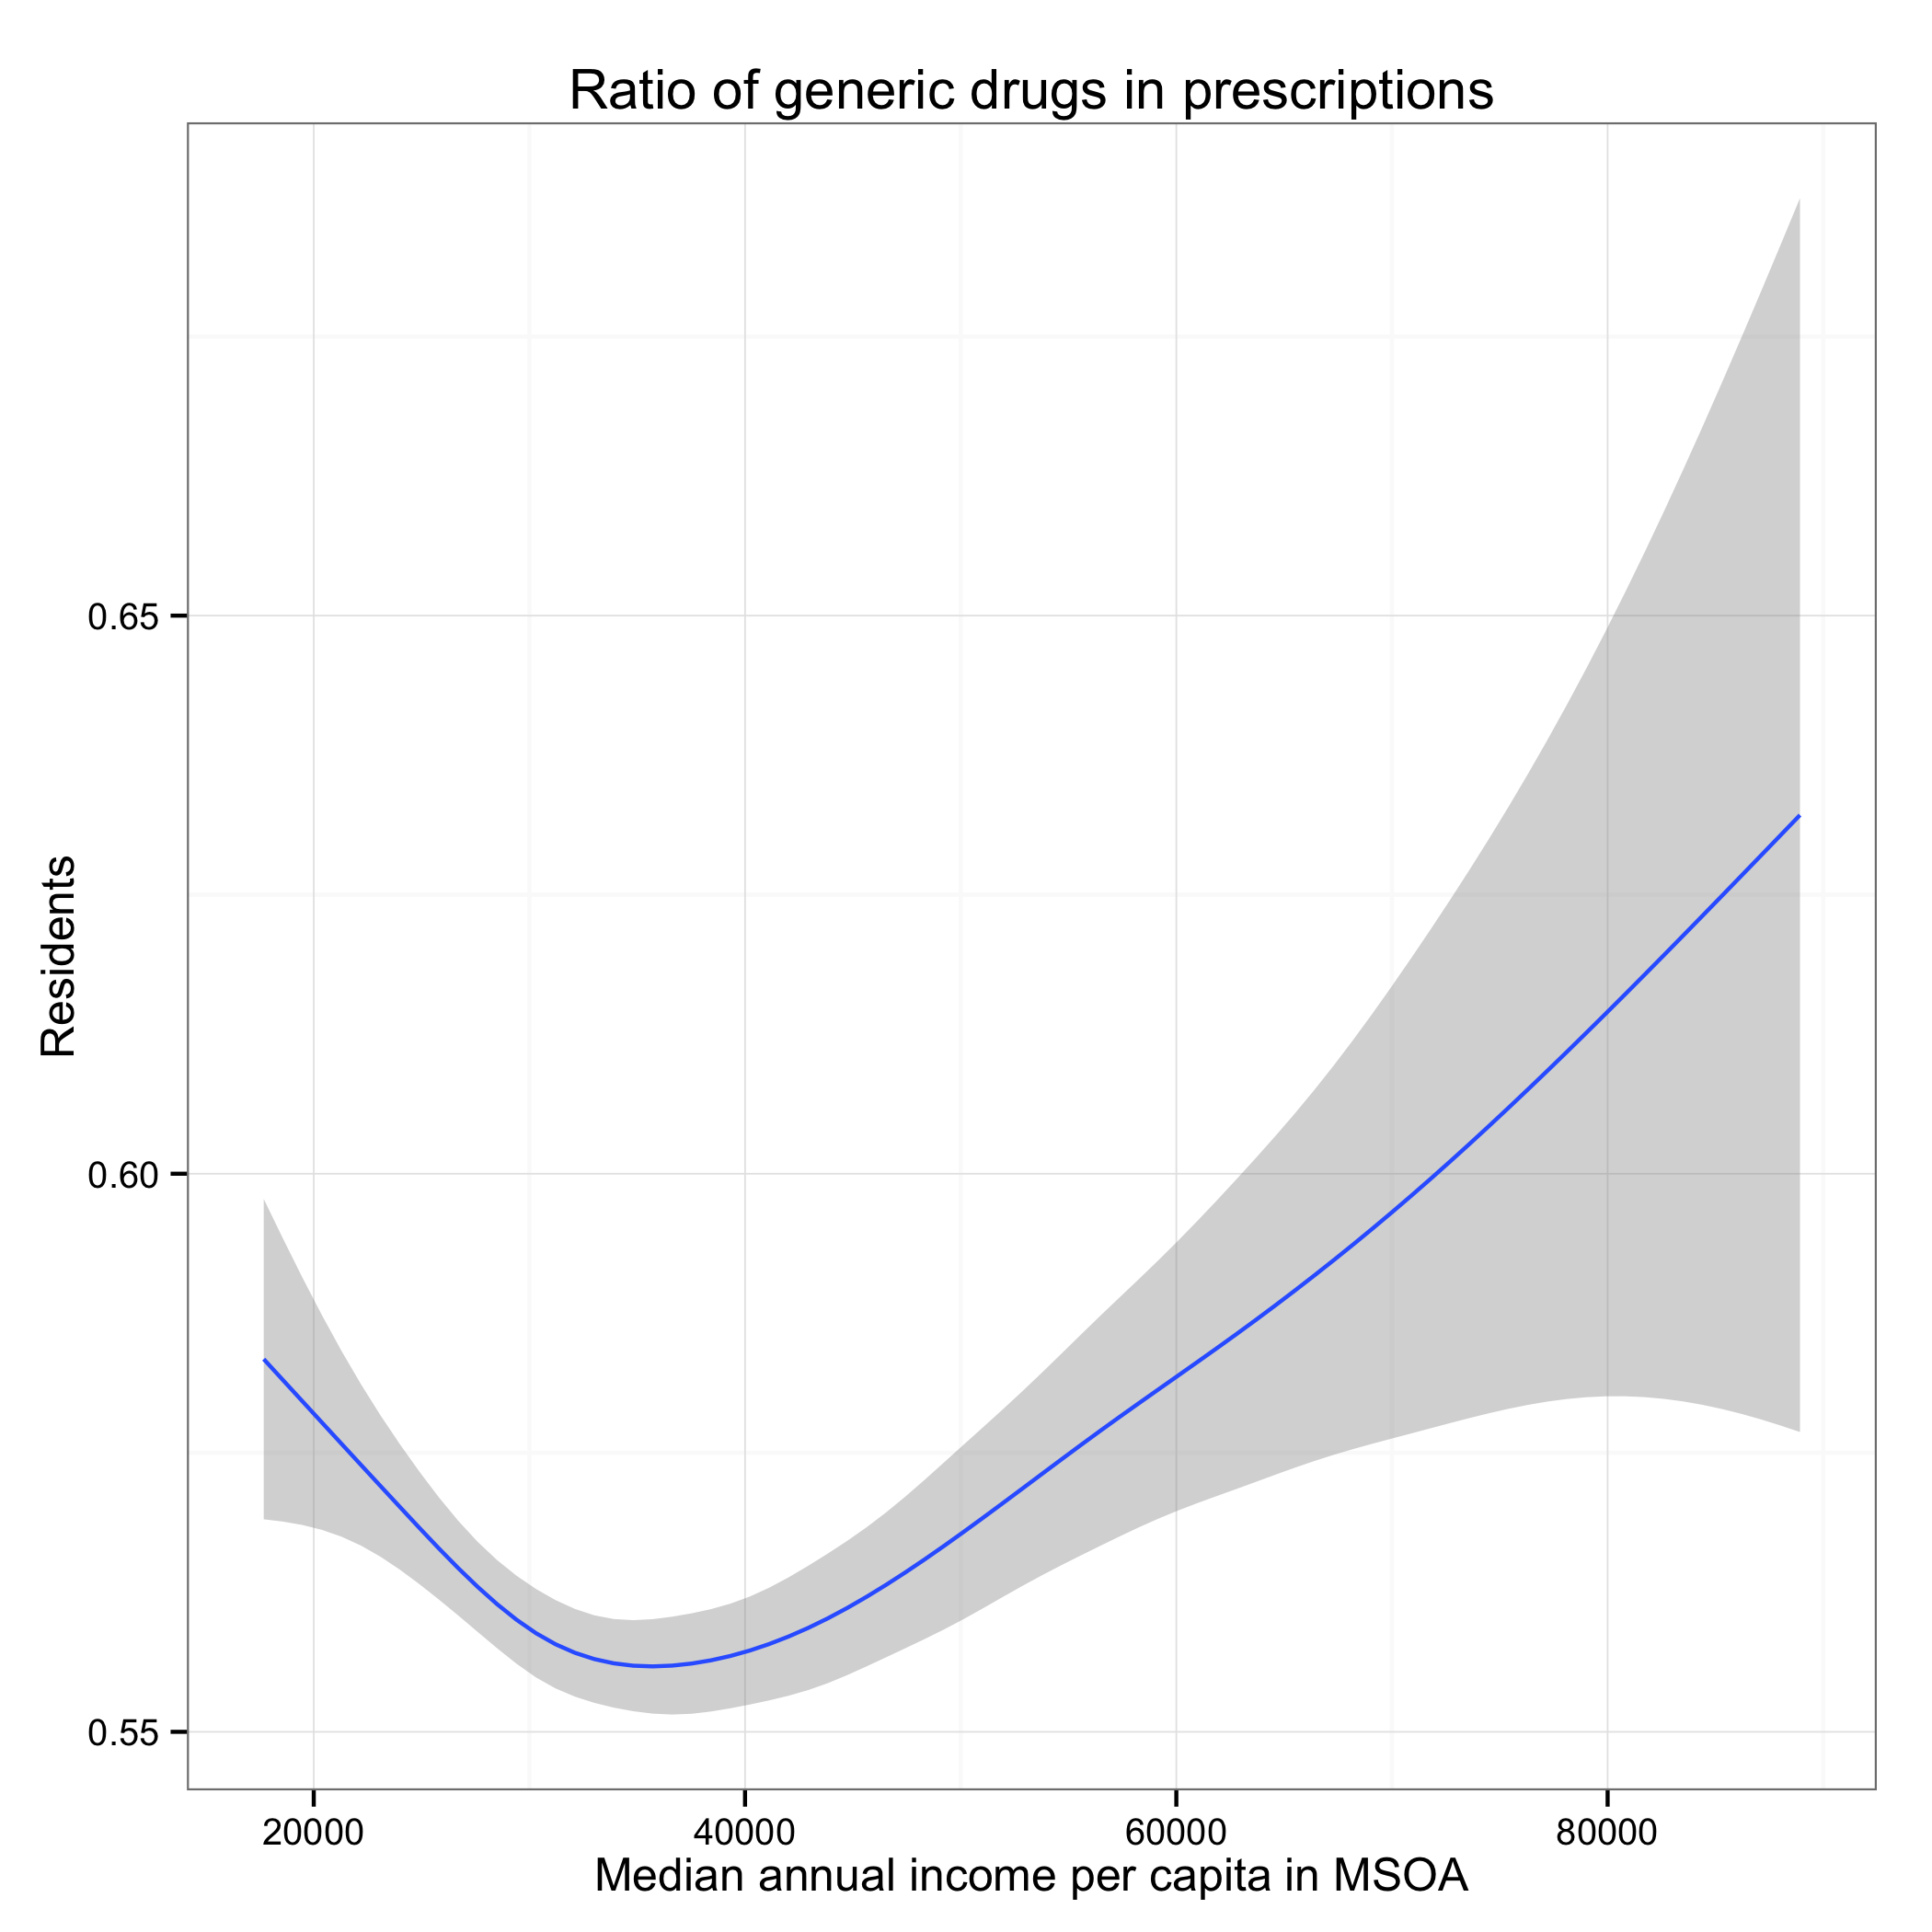 Ratio of generic drugs in prescriptions
Residents
0.65
0.60
0.55
20000 40000 60000 80000
Median annual income per capita in MSOA